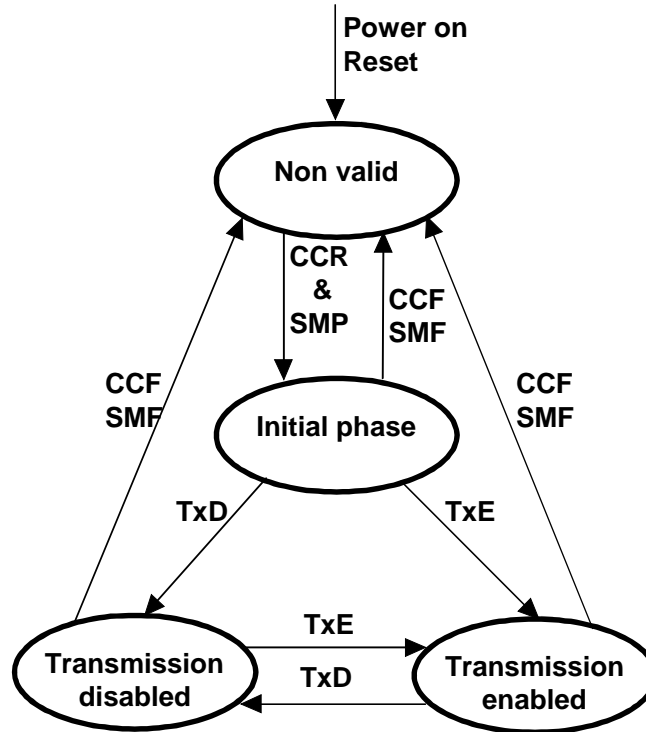 Power on
Reset
Non valid
CCR
&
SMP
CCF
SMF
CCF
SMF
CCF
SMF
Initial phase
TxD
TxE
TxE
Transmission
disabled
TxD
Transmission
enabled